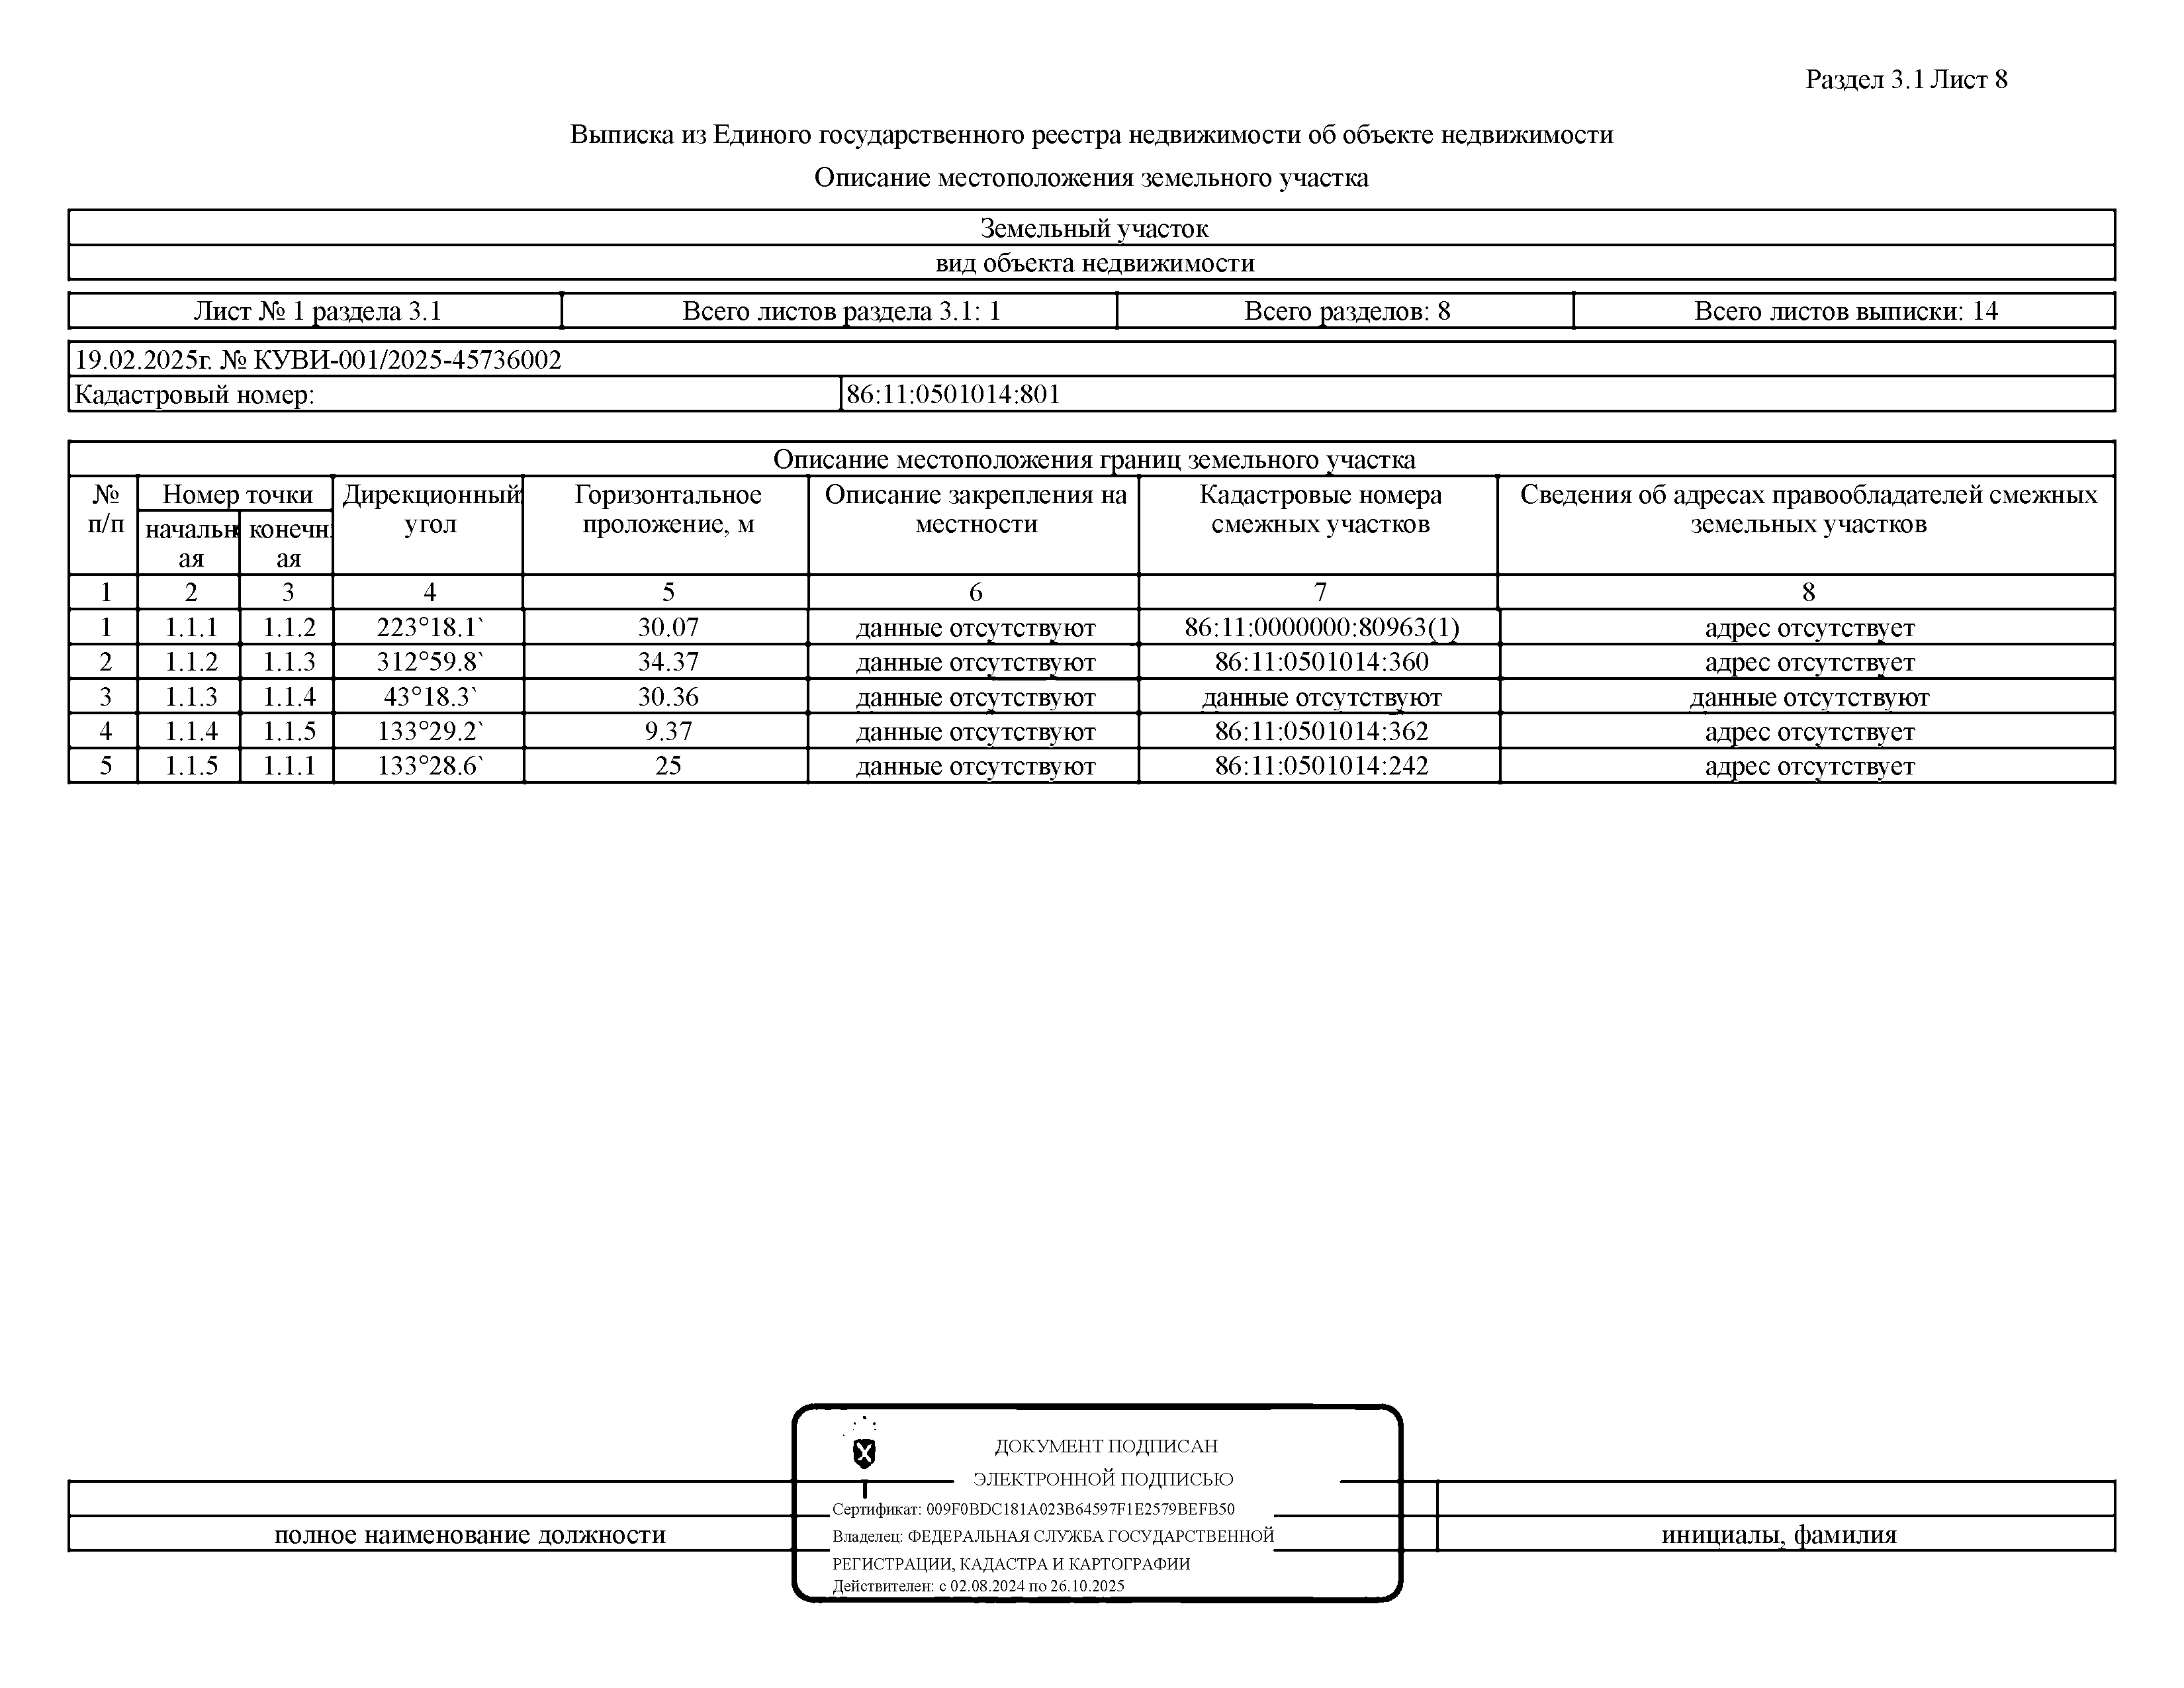 Раздел 3.1 Лист 8
Выписка из Единого государственного реестра недвижимости об объекте недвижимости
Описание местоположения земельного участка
Земельный участок
вид объекта недвижимости
Лист № 1 раздела 3.1 Всего листов раздела 3.1: 1 Всего разделов: 8 Всего листов выписки: 14
19.02.2025г. № КУВИ-001/2025-45736002
Кадастровый номер: 86:11:0501014:801
Описание местоположения границ земельного участка
№ п/п Номер точки Дирекционный угол Горизонтальное проложение, м Описание закрепления на местности Кадастровые номера смежных участков Сведения об адресах правообладателей смежных земельных участков
начальн ая конечн ая
1 2 3 4 5 6 7 8
1 1.1.1 1.1.2 223°18.1` 30.07 данные отсутствуют 86:11:0000000:80963(1) адрес отсутствует
2 1.1.2 1.1.3 312°59.8` 34.37 данные отсутствуют 86:11:0501014:360 адрес отсутствует
3 1.1.3 1.1.4 43°18.3` 30.36 данные отсутствуют данные отсутствуют данные отсутствуют
4 1.1.4 1.1.5 133°29.2` 9.37 данные отсутствуют 86:11:0501014:362 адрес отсутствует
5 1.1.5 1.1.1 133°28.6` 25 данные отсутствуют 86:11:0501014:242 адрес отсутствует
ДОКУМЕНТ ПОДПИСАН
ЭЛЕКТРОННОЙ ПОДПИСЬЮ
Сертификат: 009F0BDC181A023B64597F1E2579BEFB50
Владелец: ФЕДЕРАЛЬНАЯ СЛУЖБА ГОСУДАРСТВЕННОЙ
РЕГИСТРАЦИИ, КАДАСТРА И КАРТОГРАФИИ
Действителен: с 02.08.2024 по 26.10.2025
полное наименование должности инициалы, фамилия